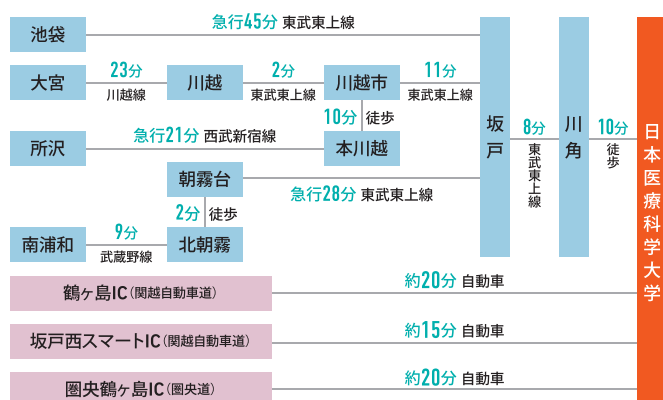 池袋
急行45分 東武東上線
大宮
23分
川越線
川越
2分
東武東上線
川越市
11分
東武東上線
10分 徒歩
所沢
急行21分 西武新宿線
本川越
朝霧台
急行28分 東武東上線
2分 徒歩
南浦和
9分
武蔵野線
北朝霧
坂戸
8分
東武東上線
川角
10分
徒歩
日本医療科学大学
鶴ヶ島IC（関越自動車道）
約20分 自動車
坂戸西スマートIC（関越自動車道）
約15分 自動車
圏央鶴ヶ島IC（圏央道）
約20分 自動車